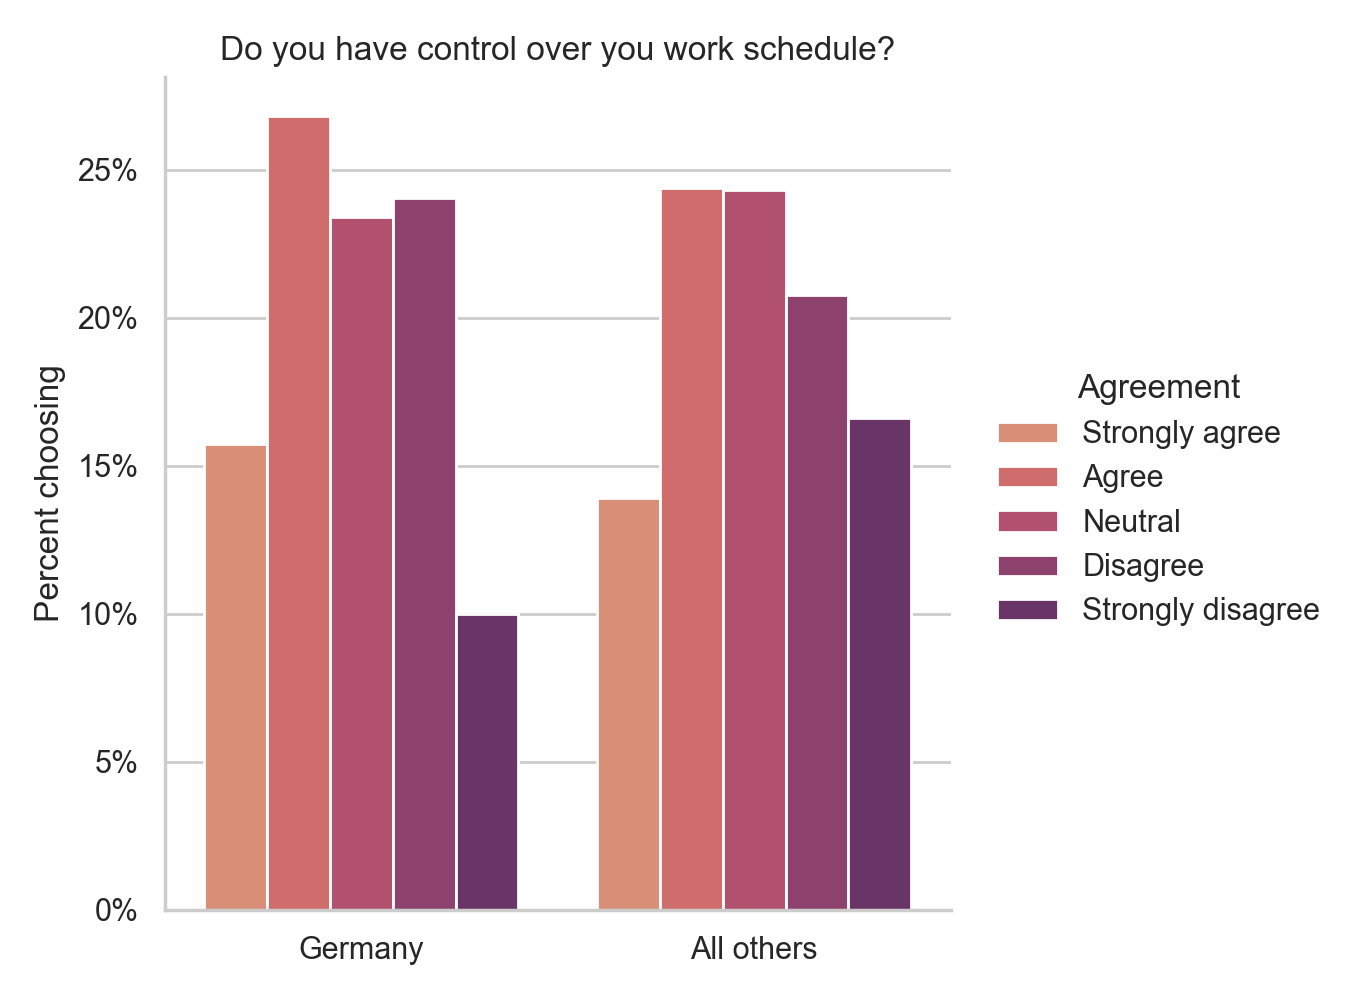 Do you have control over you work schedule?
Percent choosing
25%
20%
15%
10%
5%
0%
Germany
All others
Agreement
Strongly agree
Agree
Neutral
Disagree
Strongly disagree